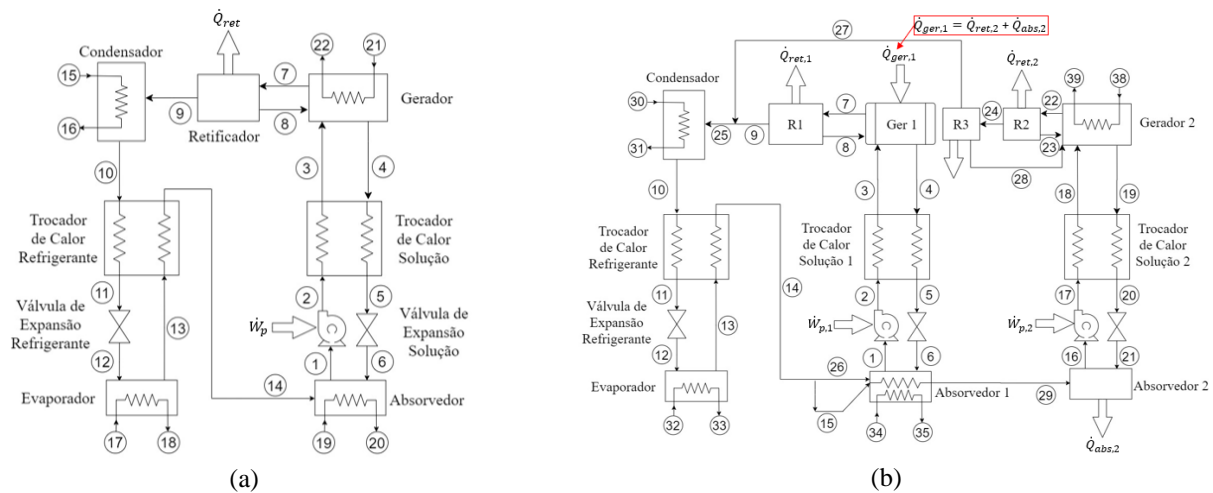 Q̇ret
Condensador
22
21
15
7
9
Gerador
16
8
Retificador
10
3
4
Trocador
de Calor
Refrigerante
Trocador
de Calor
Solução
11
2
5
Válvula de
Expansão
Refrigerante
13
Ẇp
Válvula de
Expansão
Solução
12
1
6
14
Evaporador
Absorvedor
17
18
19
20
(a)
Q̇ger,1 = Q̇ret,2 + Q̇abs,2
27
Q̇ret,1
Q̇ger,1
Q̇ret,2
Condensador
39
38
30
7
24
22
R1
Ger 1
R3
R2
Gerador 2
31
25
9
8
23
10
3
4
28
18
19
Trocador
de Calor
Refrigerante
Trocador
de Calor
Solução 1
Trocador
de Calor
Solução 2
11
14
2
5
17
20
Válvula de
Expansão
Refrigerante
13
Ẇp,1
Ẇp,2
12
1
6
16
21
26
Evaporador
Absorvedor 1
29
Absorvedor 2
15
32
33
34
35
Q̇abs,2
(b)